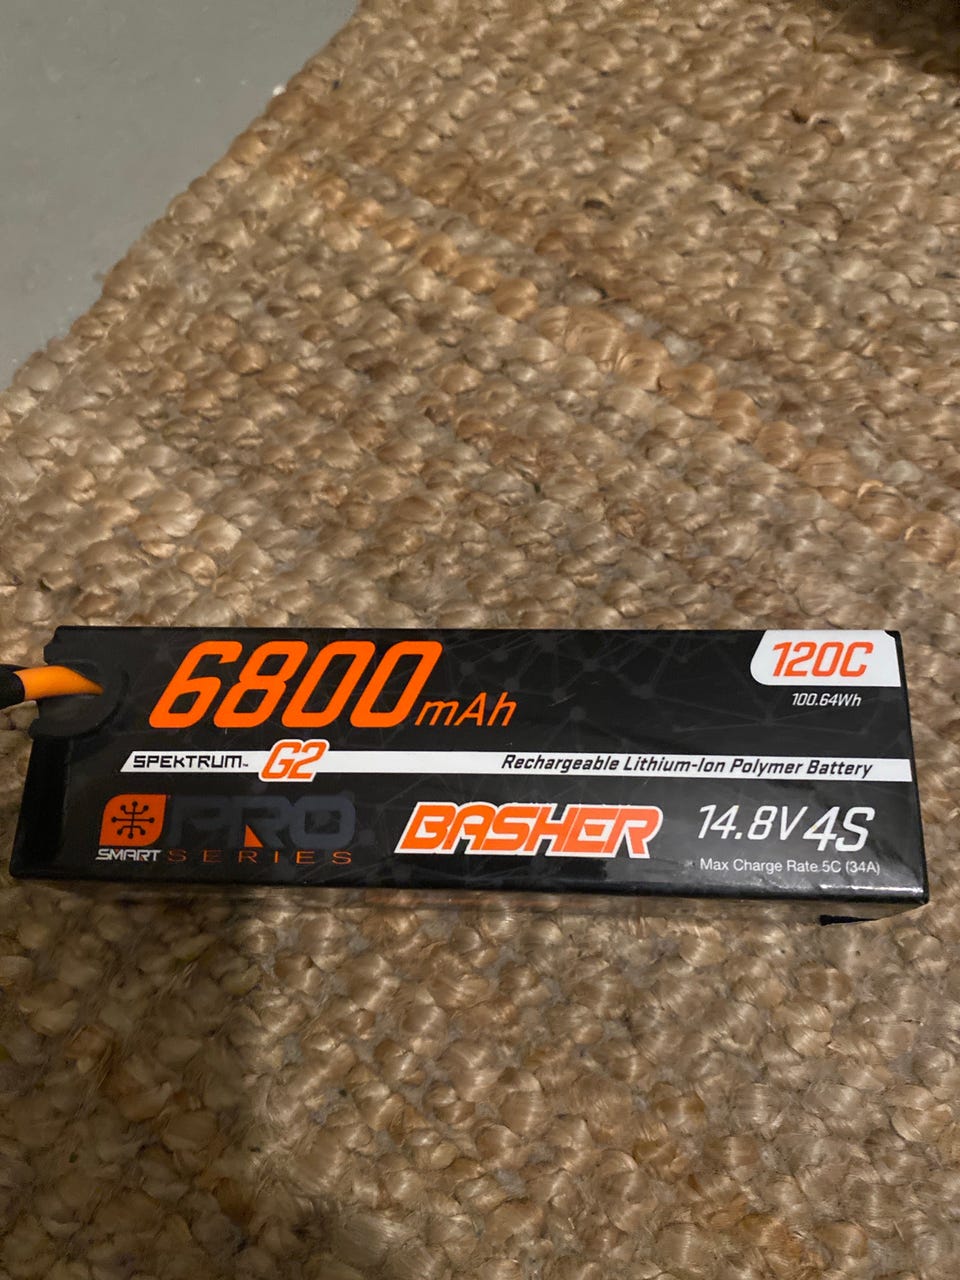 6800mAh
120C
100.64Wh
SPEKTRUM™ G2
Rechargeable Lithium-Ion Polymer Battery
SMART
PRO
SERIES
BASHER
14.8V 4S
Max Charge Rate 5C (34A)